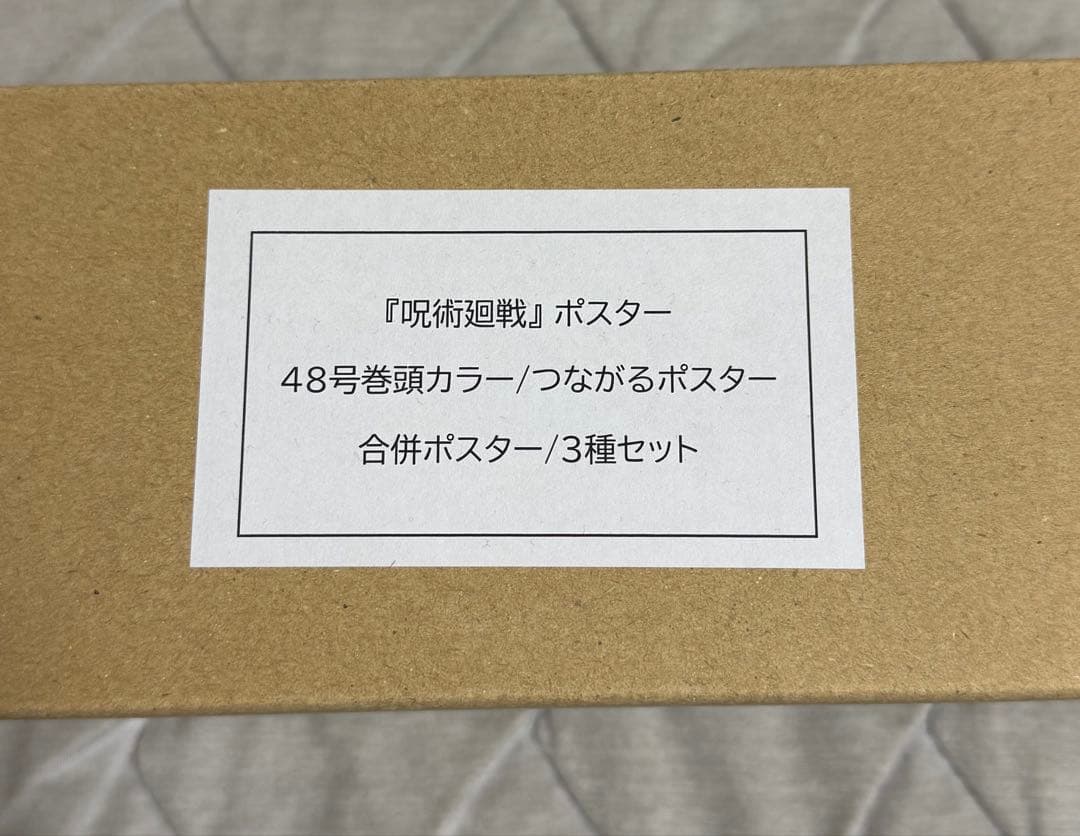 『呪術廻戦』ポスター
48号巻頭カラー/つながるポスター
合併ポスター/3種セット